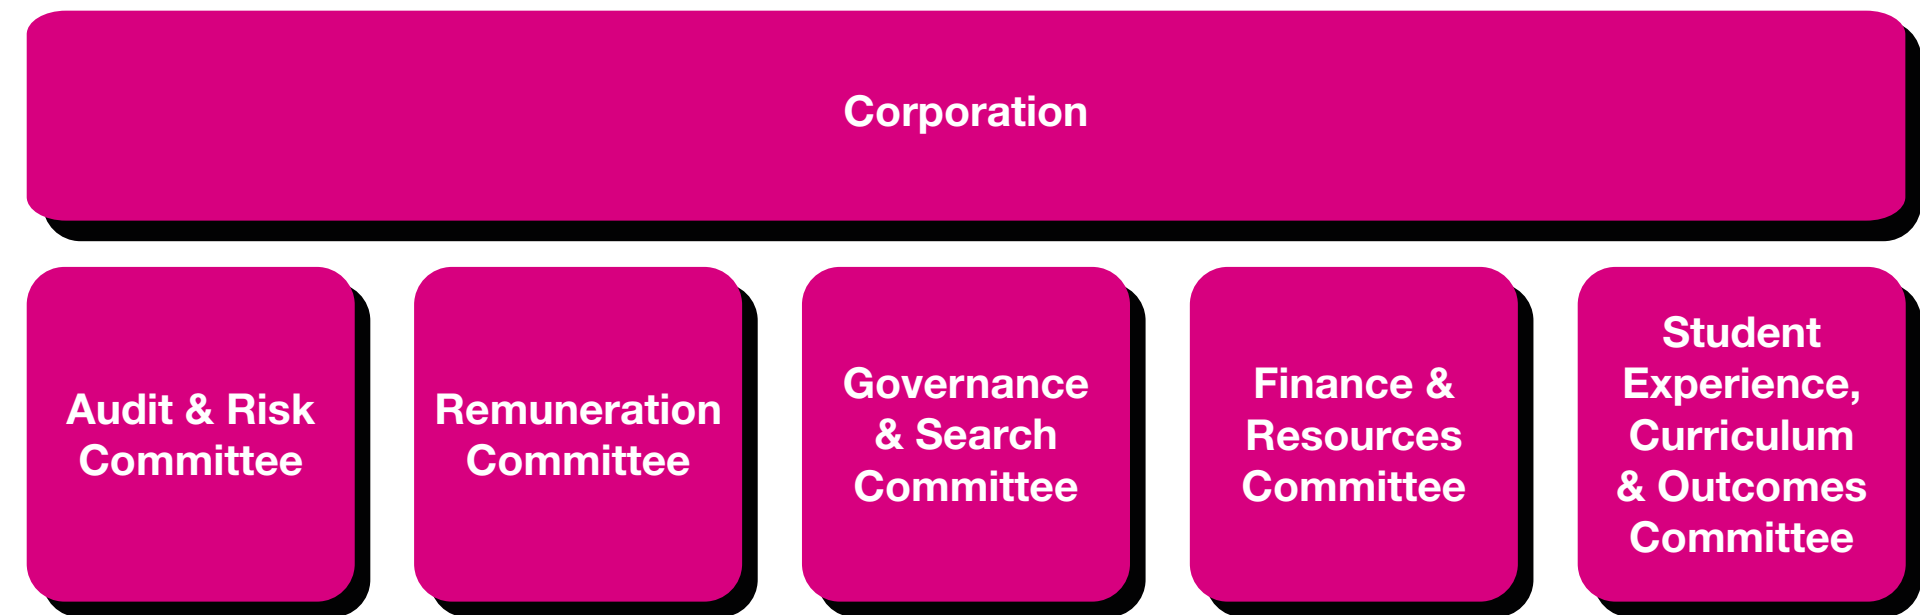 Corporation
Audit & Risk
Committee
Remuneration
Committee
Governance
& Search
Committee
Finance &
Resources
Committee
Student
Experience,
Curriculum
& Outcomes
Committee